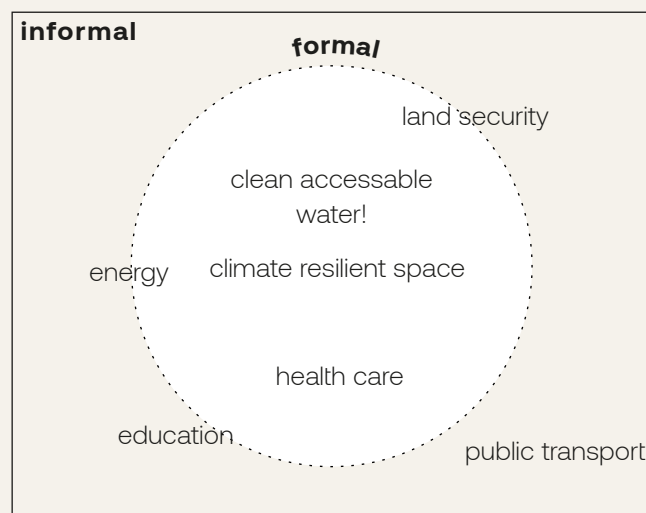 informal
formal
land security
clean accessable
water!
energy
climate resilient space
health care
education
public transport